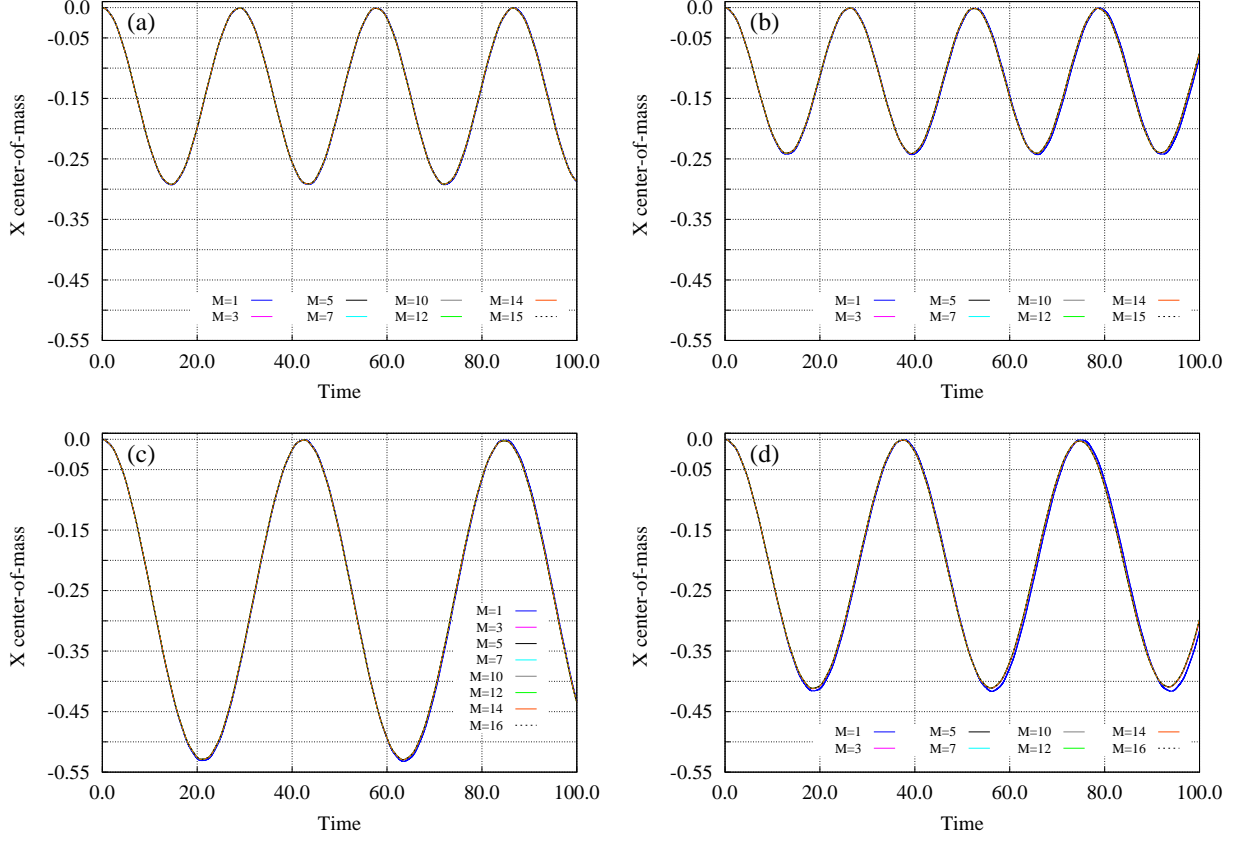 (a)
X center-of-mass
0.0
-0.05
-0.15
-0.25
-0.35
-0.45
-0.55
M=1 M=5 M=10 M=14
M=3 M=7 M=12 M=15
0.0 20.0 40.0 60.0 80.0 100.0
Time
(b)
X center-of-mass
0.0
-0.05
-0.15
-0.25
-0.35
-0.45
-0.55
M=1 M=5 M=10 M=14
M=3 M=7 M=12 M=15
0.0 20.0 40.0 60.0 80.0 100.0
Time
(c)
X center-of-mass
0.0
-0.05
-0.15
-0.25
-0.35
-0.45
-0.55
M=1
M=3
M=5
M=7
M=10
M=12
M=14
M=16
0.0 20.0 40.0 60.0 80.0 100.0
Time
(d)
X center-of-mass
0.0
-0.05
-0.15
-0.25
-0.35
-0.45
-0.55
M=1 M=5 M=10 M=14
M=3 M=7 M=12 M=16
0.0 20.0 40.0 60.0 80.0 100.0
Time